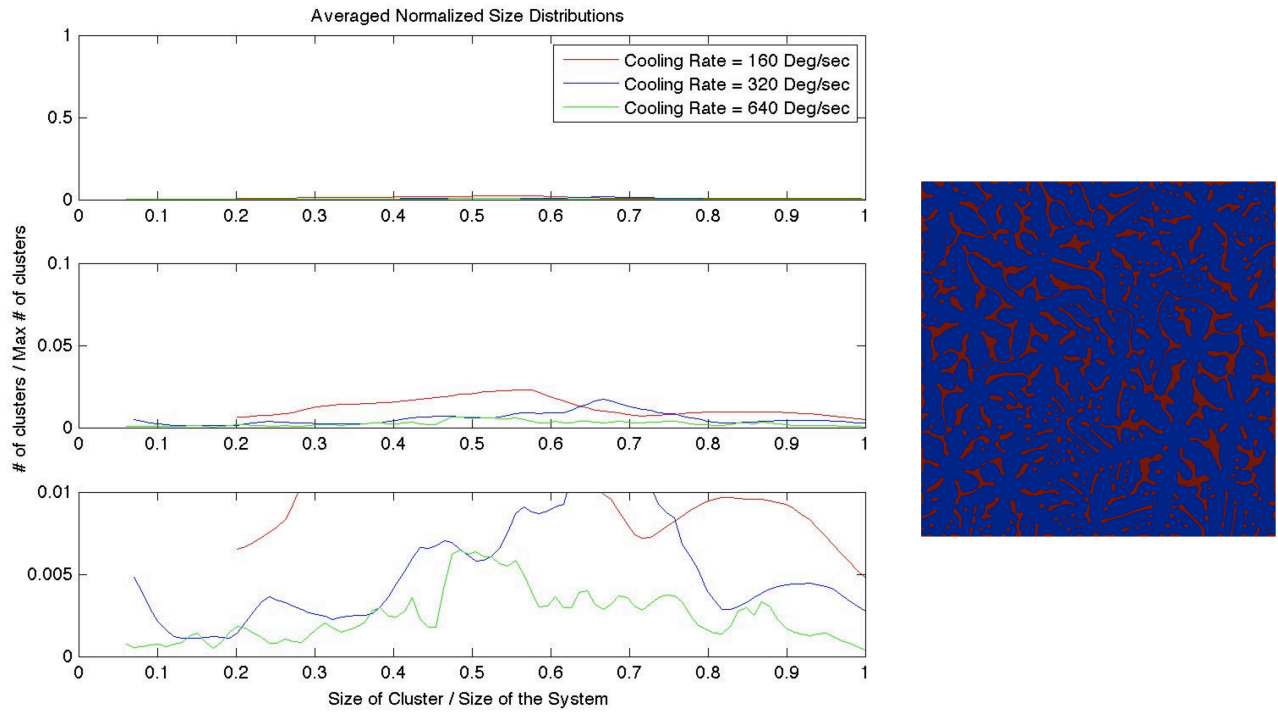 Averaged Normalized Size Distributions
1
0.5
0
Cooling Rate = 160 Deg/sec
Cooling Rate = 320 Deg/sec
Cooling Rate = 640 Deg/sec
0 0.1 0.2 0.3 0.4 0.5 0.6 0.7 0.8 0.9 1
# of clusters / Max # of clusters
0.1
0.05
0
0 0.1 0.2 0.3 0.4 0.5 0.6 0.7 0.8 0.9 1
0.01
0.005
0
0 0.1 0.2 0.3 0.4 0.5 0.6 0.7 0.8 0.9 1
Size of Cluster / Size of the System